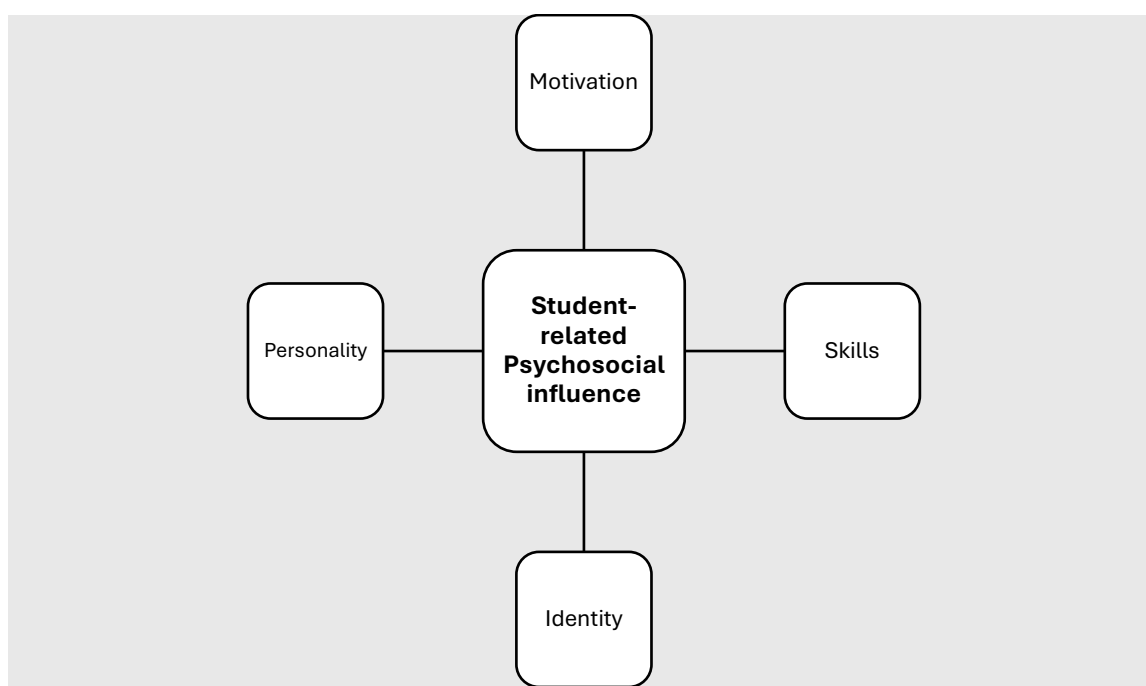 Motivation
Personality
Student-
related
Psychosocial
influence
Skills
Identity